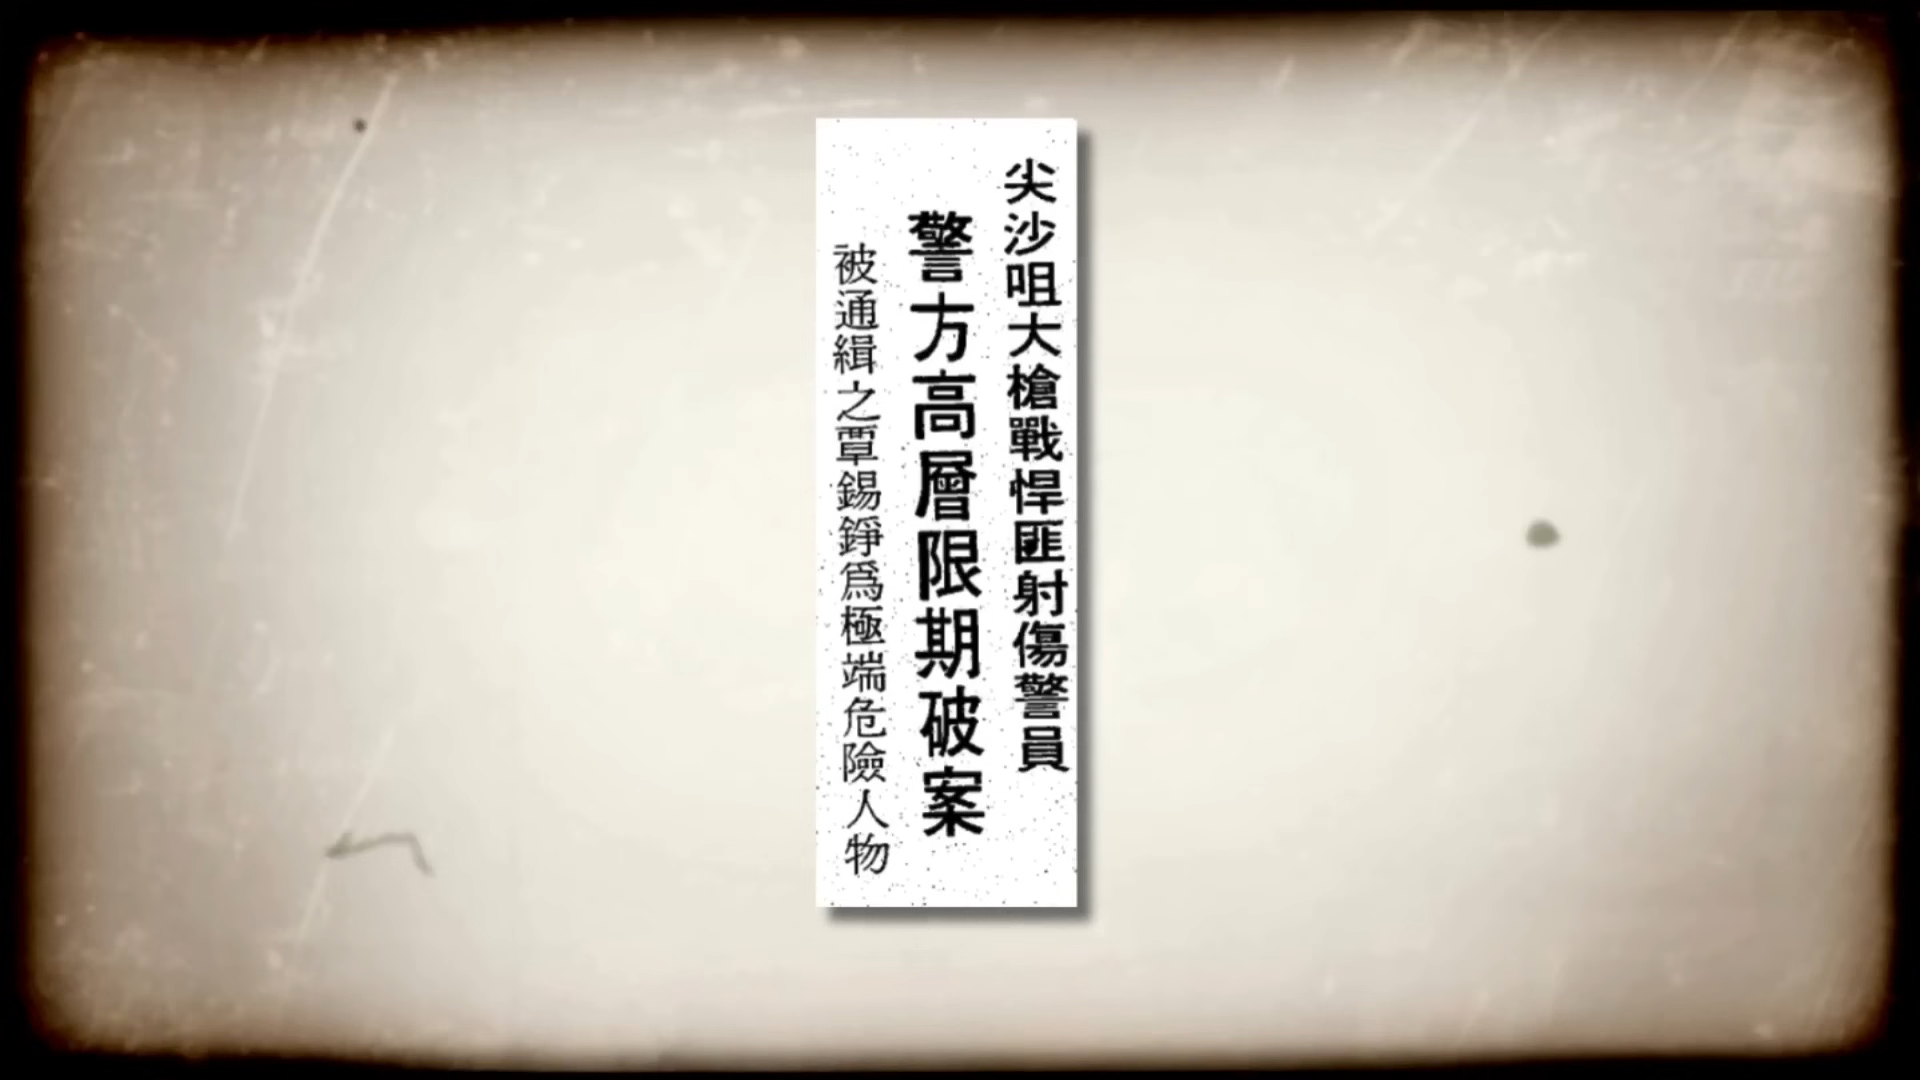 尖沙咀大槍戰悍匪射傷警員
警方高層限期破案
被通緝之覃錫錚爲極端危險人物